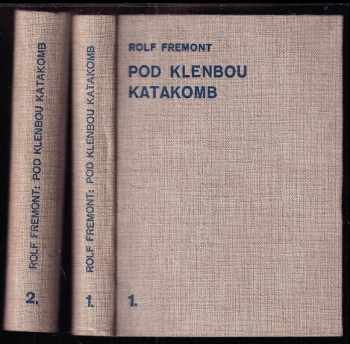 ROLF FREMONT: POD KLENBOU KATAKOMB
2.
ROLF FREMONT: POD KLENBOU KATAKOMB
1.
ROLF FREMONT
POD KLENBOU
KATAKOMB
1.